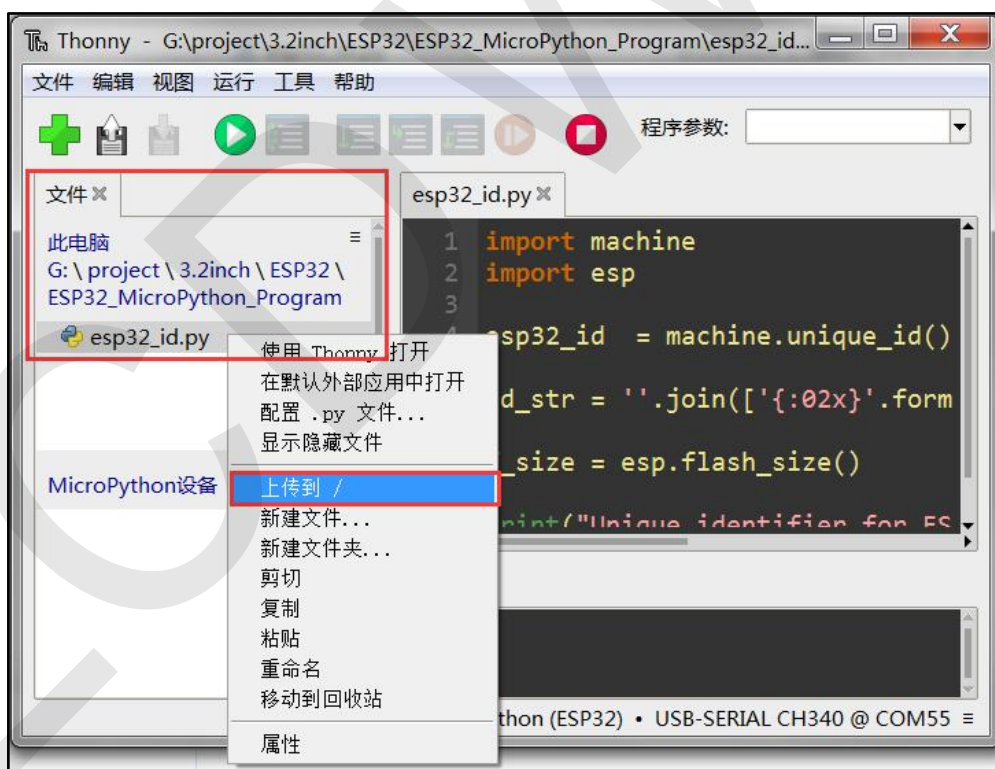 Thonny - G:\project\3.2inch\ESP32\ESP32_MicroPython_Program\esp32_id...
文件 编辑 视图 运行 工具 帮助
程序参数:
文件
此电脑
G: \ project \ 3.2inch \ ESP32 \
ESP32_MicroPython_Program
esp32_id.py
MicroPython设备
esp32_id.py
1 import machine
2 import esp
3
4 esp32_id = machine.unique_id()
d_str = ''.join(['{:02x}'.form
_size = esp.flash_size()
print("Unique identifier for ES
使用 Thonny 打开
在默认外部应用中打开
配置 .py 文件...
显示隐藏文件
上传到 /
新建文件...
新建文件夹...
剪切
复制
粘贴
重命名
移动到回收站
属性
thon (ESP32) • USB-SERIAL CH340 @ COM55 ≡